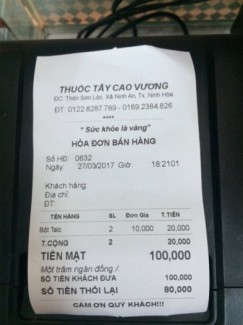 THUỐC TÂY CAO VƯƠNG
ĐC: Thôn Sơn Lộc, Xã Ninh An, Tx. Ninh Hòa
ĐT: 0122.8287.789 - 0169.2384.826
****
" Sức khỏe là vàng"
HÓA ĐƠN BÁN HÀNG
Số HĐ: 0632
Ngày: 27/03/2017 Giờ: 18:21:01
Khách hàng:
Địa chỉ:
ĐT:
TÊN HÀNG SL Đơn Giá T.TIỀN
Bột Talc 2 10,000 20,000
T.CỘNG 2 20,000
TIỀN MẶT 100,000
Một trăm ngàn đồng /.
SỐ TIỀN KHÁCH ĐƯA 100,000
SỐ TIỀN THỐI LẠI 80,000
CẢM ƠN QUÝ KHÁCH!!!